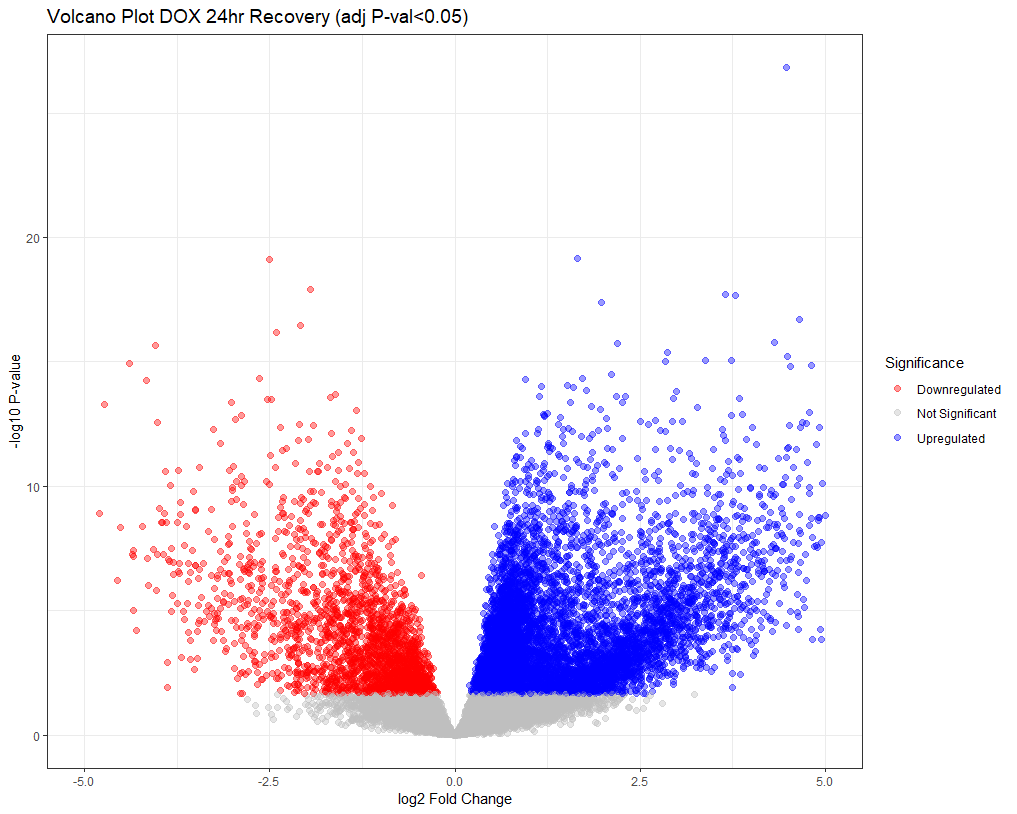 Volcano Plot DOX 24hr Recovery (adj P-val<0.05)
-log10 P-value
20
10
0
-5.0
-2.5
0.0
2.5
5.0
log2 Fold Change
Significance
Downregulated
Not Significant
Upregulated